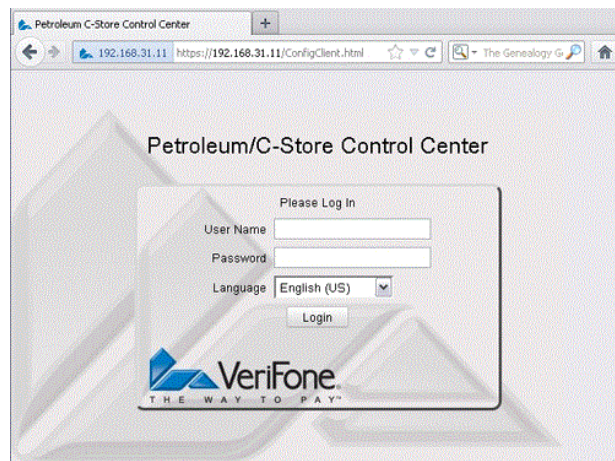 Petroleum C-Store Control Center
+
192.168.31.11 https://192.168.31.11/ConfigClient.html
The Genealogy G
Petroleum/C-Store Control Center
Please Log In
User Name
Password
Language English (US)
Login
VeriFone.
THE WAY TO PAY™